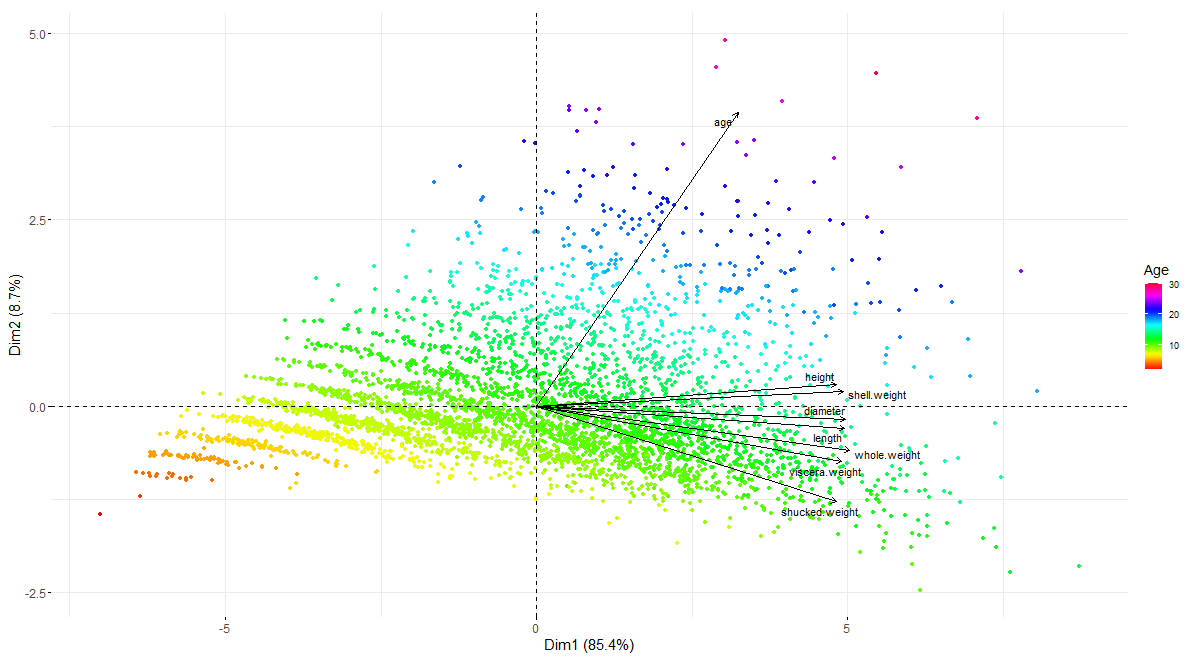 5.0
age
2.5
Dim2 (8.7%)
Age
30
20
10
height
shell.weight
0.0
diameter
length
whole.weight
viscera.weight
shucked.weight
-2.5
-5
0
5
Dim1 (85.4%)